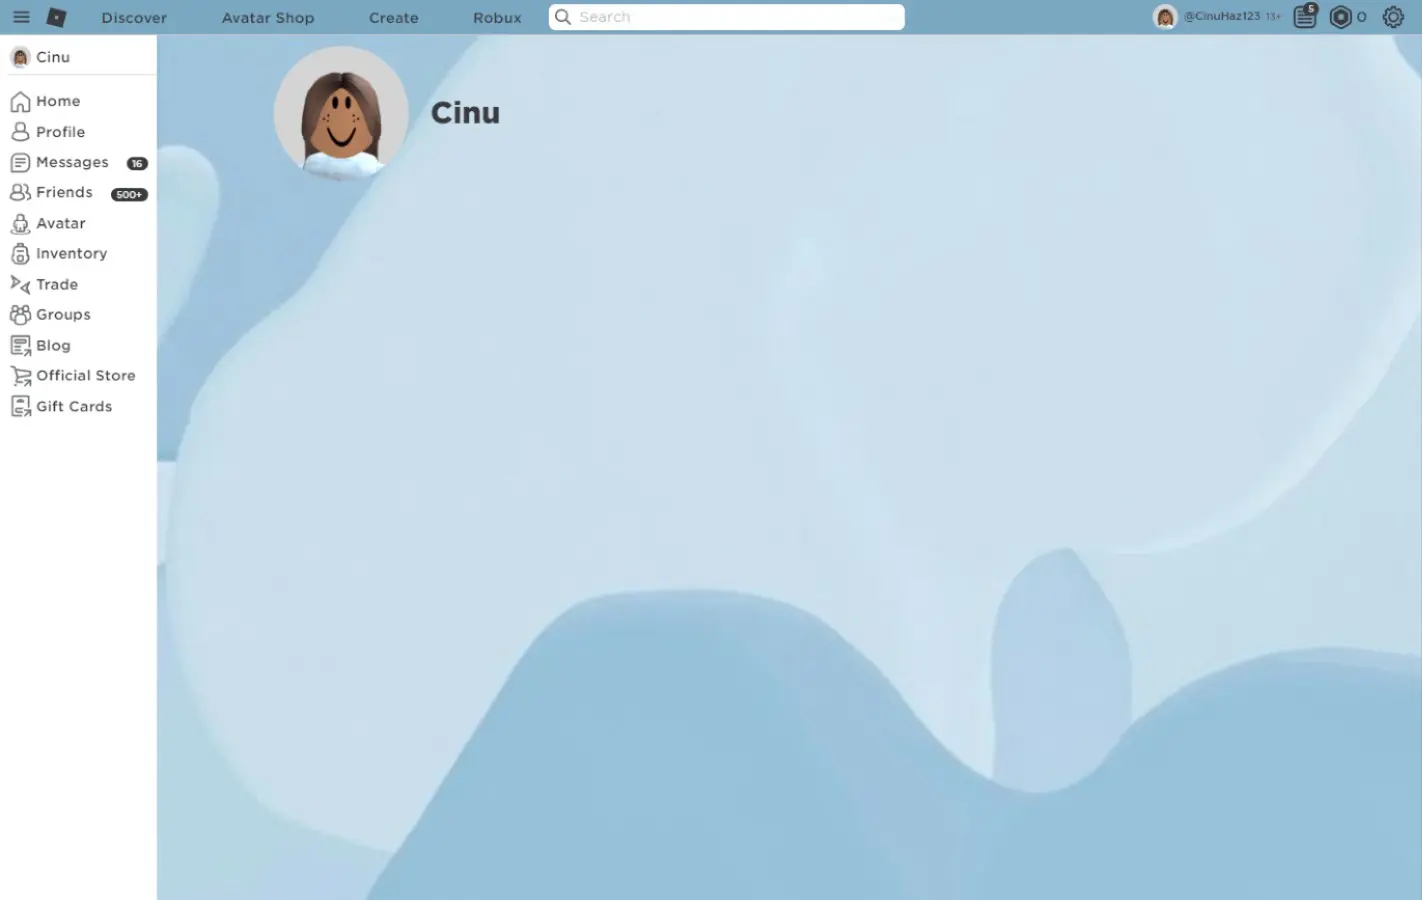 Discover Avatar Shop Create Robux Search @CinuHaz123 13+ 5 0
Cinu
Cinu
Home
Profile
Messages 16
Friends 500+
Avatar
Inventory
Trade
Groups
Blog
Official Store
Gift Cards